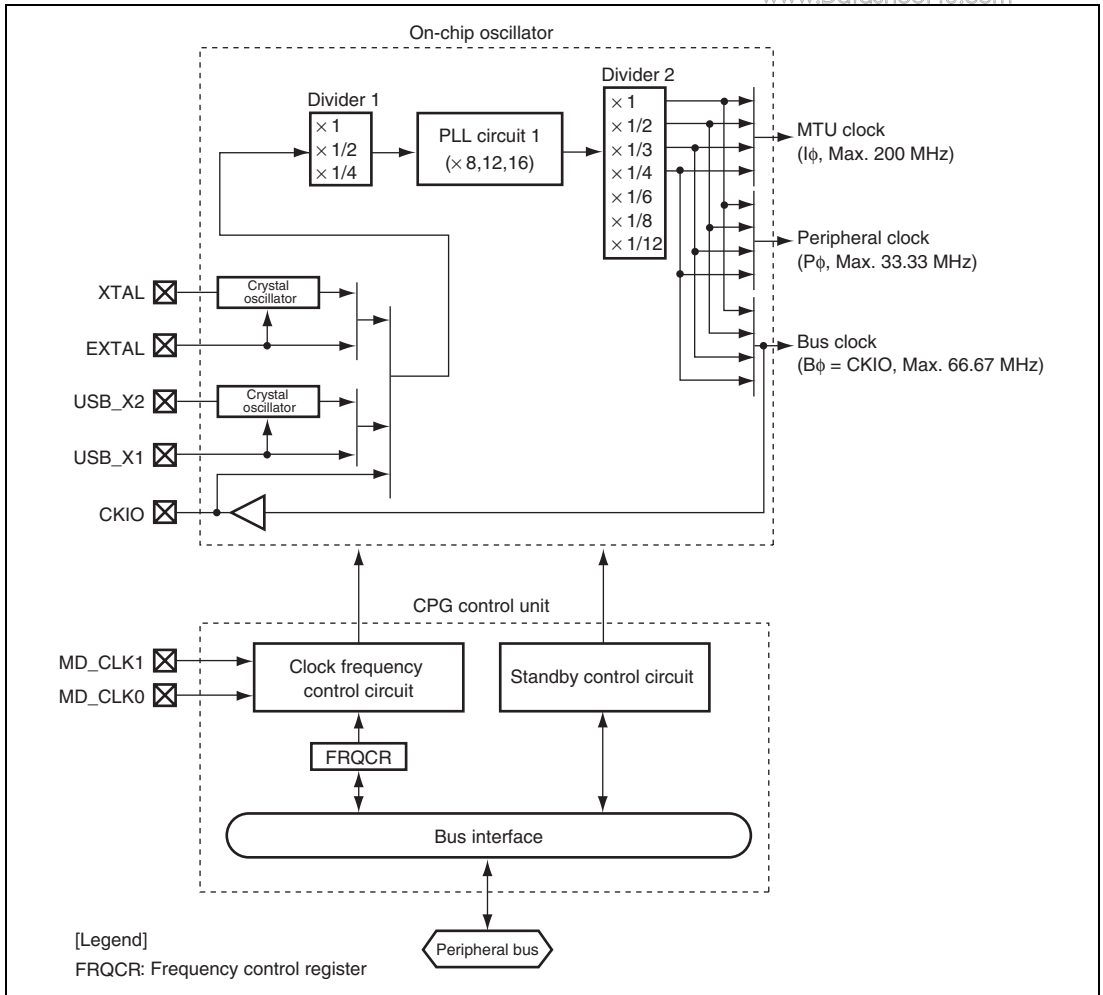 On-chip oscillator
Divider 2
Divider 1
× 1
× 1/2
× 1/4
PLL circuit 1
(× 8,12,16)
× 1
× 1/2
× 1/3
× 1/4
× 1/6
× 1/8
× 1/12
MTU clock
(Iϕ, Max. 200 MHz)
Peripheral clock
(Pϕ, Max. 33.33 MHz)
Bus clock
(Bϕ = CKIO, Max. 66.67 MHz)
XTAL
Crystal
oscillator
EXTAL
USB_X2
Crystal
oscillator
USB_X1
CKIO
CPG control unit
MD_CLK1
MD_CLK0
Clock frequency
control circuit
Standby control circuit
FRQCR
Bus interface
Peripheral bus
[Legend]
FRQCR: Frequency control register